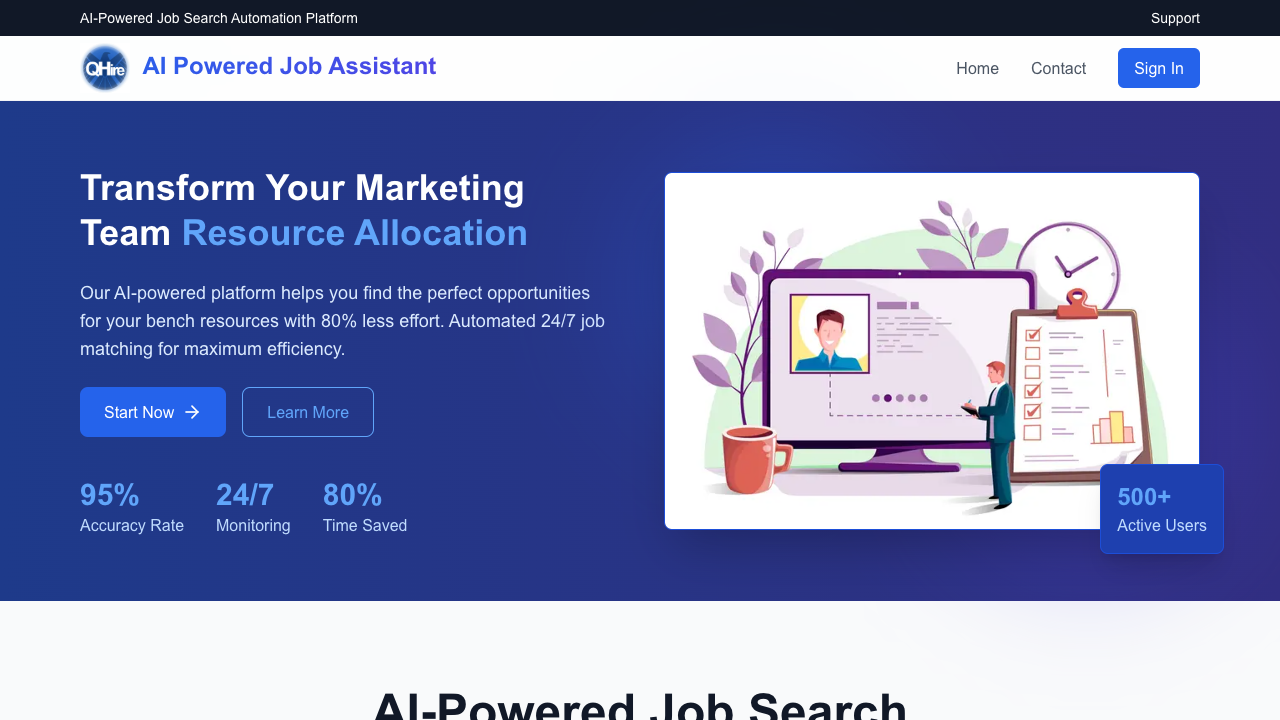 AI-Powered Job Search Automation Platform
Support
QHire
AI Powered Job Assistant
Home
Contact
Sign In
Transform Your Marketing
Team Resource Allocation
Our AI-powered platform helps you find the perfect opportunities
for your bench resources with 80% less effort. Automated 24/7 job
matching for maximum efficiency.
Start Now
Learn More
95%
Accuracy Rate
24/7
Monitoring
80%
Time Saved
500+
Active Users
AI-Powered Job Search